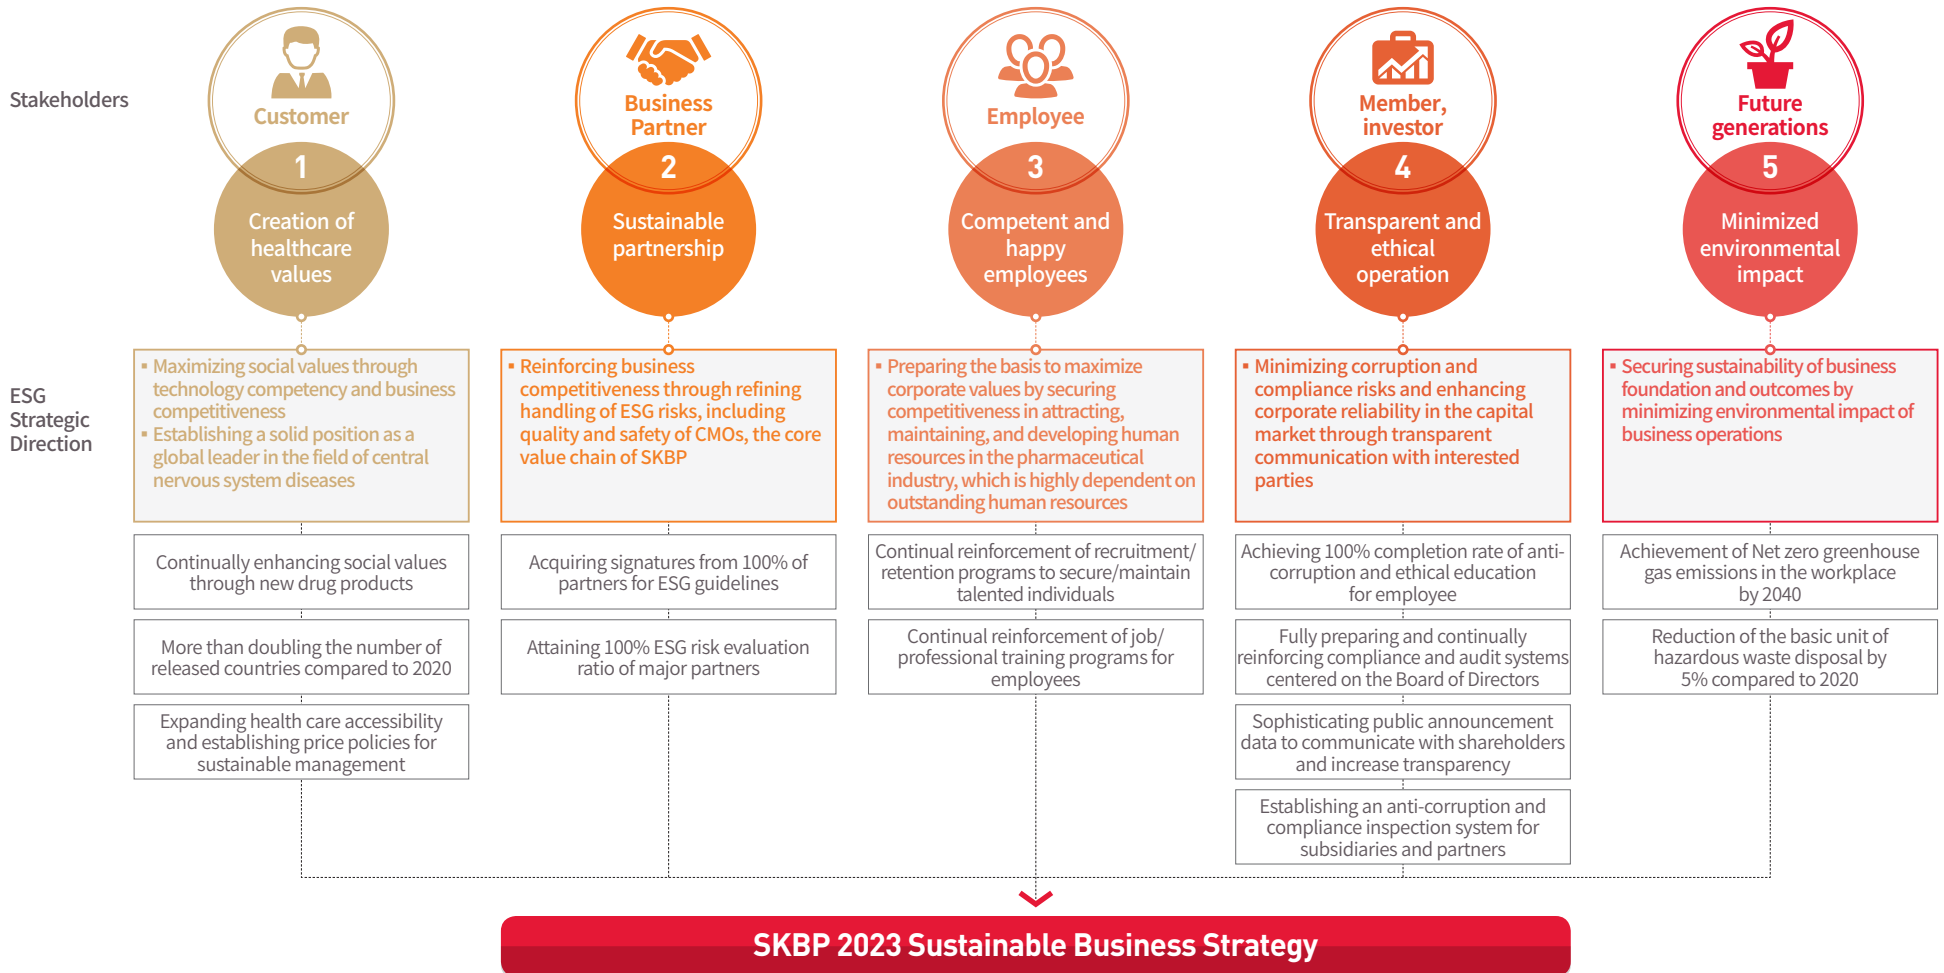 Stakeholders
Customer
1
Creation of
healthcare
values
Business
Partner
2
Sustainable
partnership
Employee
3
Competent and
happy
employees
Member,
investor
4
Transparent and
ethical
operation
Future
generations
5
Minimized
environmental
impact
ESG
Strategic
Direction
▪ Maximizing social values through
technology competency and business
competitiveness
▪ Establishing a solid position as a
global leader in the field of central
nervous system diseases
▪ Reinforcing business
competitiveness through refining
handling of ESG risks, including
quality and safety of CMOs, the core
value chain of SKBP
▪ Preparing the basis to maximize
corporate values by securing
competitiveness in attracting,
maintaining, and developing human
resources in the pharmaceutical
industry, which is highly dependent on
outstanding human resources
▪ Minimizing corruption and
compliance risks and enhancing
corporate reliability in the capital
market through transparent
communication with interested
parties
▪ Securing sustainability of business
foundation and outcomes by
minimizing environmental impact of
business operations
Continually enhancing social values
through new drug products
More than doubling the number of
released countries compared to 2020
Expanding health care accessibility
and establishing price policies for
sustainable management
Acquiring signatures from 100% of
partners for ESG guidelines
Attaining 100% ESG risk evaluation
ratio of major partners
Continual reinforcement of recruitment/
retention programs to secure/maintain
talented individuals
Continual reinforcement of job/
professional training programs for
employees
Achieving 100% completion rate of anti-
corruption and ethical education
for employee
Fully preparing and continually
reinforcing compliance and audit systems
centered on the Board of Directors
Sophisticating public announcement
data to communicate with shareholders
and increase transparency
Establishing an anti-corruption and
compliance inspection system for
subsidiaries and partners
Achievement of Net zero greenhouse
gas emissions in the workplace
by 2040
Reduction of the basic unit of
hazardous waste disposal by
5% compared to 2020
SKBP 2023 Sustainable Business Strategy